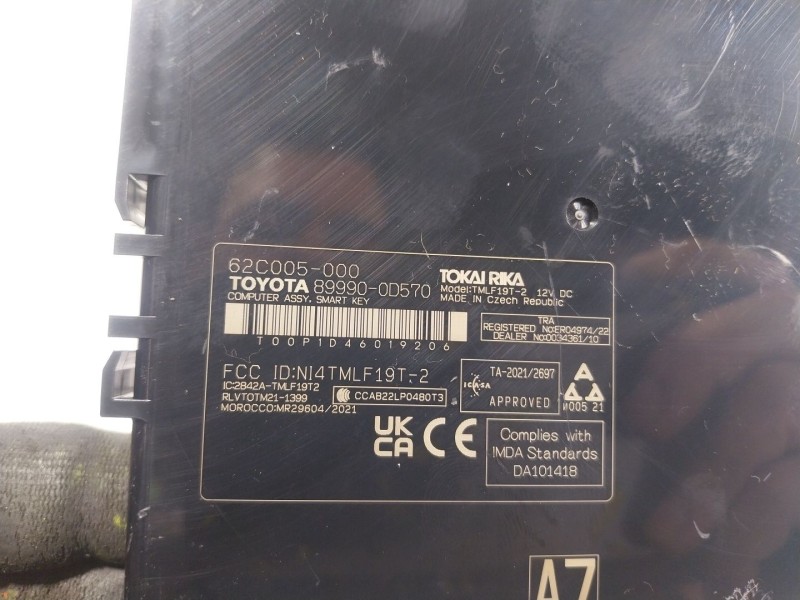 62C005-000
TOYOTA 89990-0D570
COMPUTER ASSY, SMART KEY
TOKAI RIKA
Model:TMLF19T-2 12V DC
MADE IN Czech Republic
T00P1D46019206
TRA
REGISTERED No:ER04974/22
DEALER No:0034361/10
FCC ID:NI4TMLF19T-2
IC:2842A-TMLF19T2
RLVTOTM21-1399
MOROCCO:MR29604/2021
CCAB22LP0480T3
ICASA
TA-2021/2697
APPROVED
UK
CA
CE
Complies with
IMDA Standards
DA101418
A7